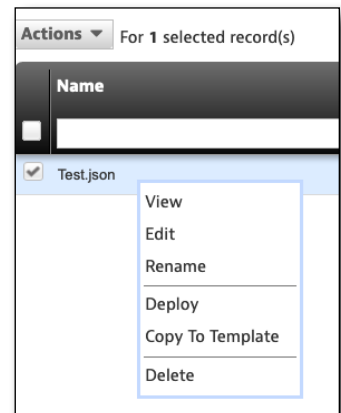 Actions For 1 selected record(s)
Name
Test.json
View
Edit
Rename
Deploy
Copy To Template
Delete